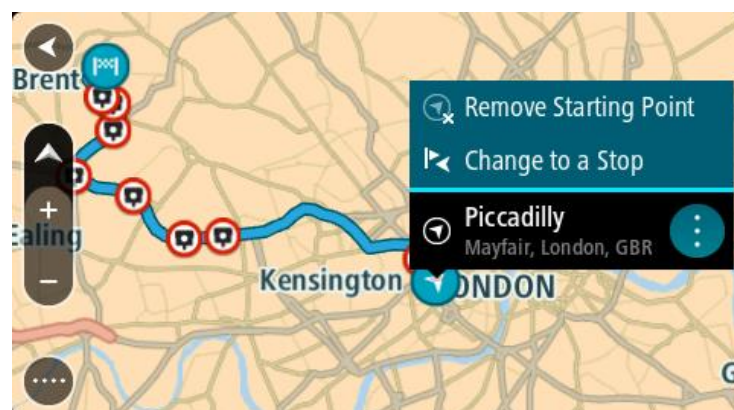 Brent
Remove Starting Point
Change to a Stop
Piccadilly
Mayfair, London, GBR
Ealing
Kensington
ONDON
G